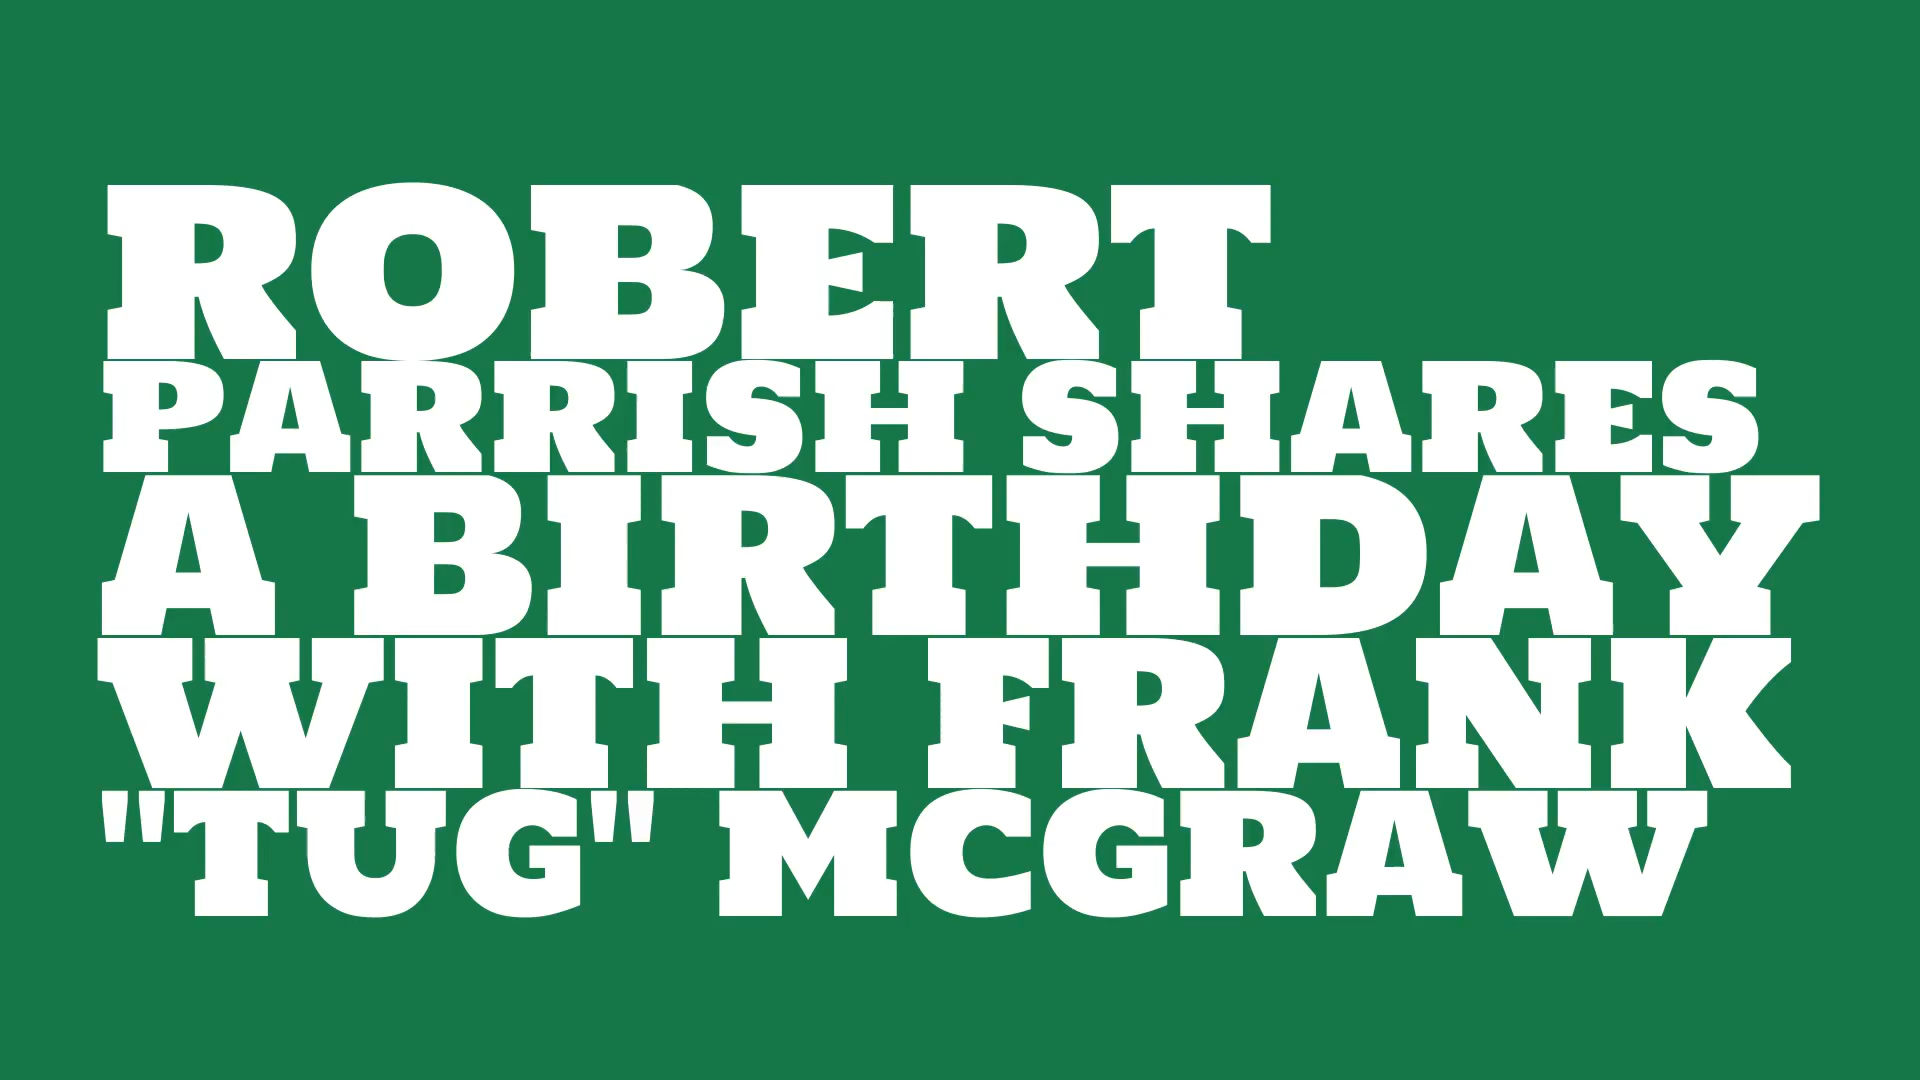 ROBERT
PARRISH SHARES
A BIRTHDAY
WITH FRANK
"TUG" MCGRAW